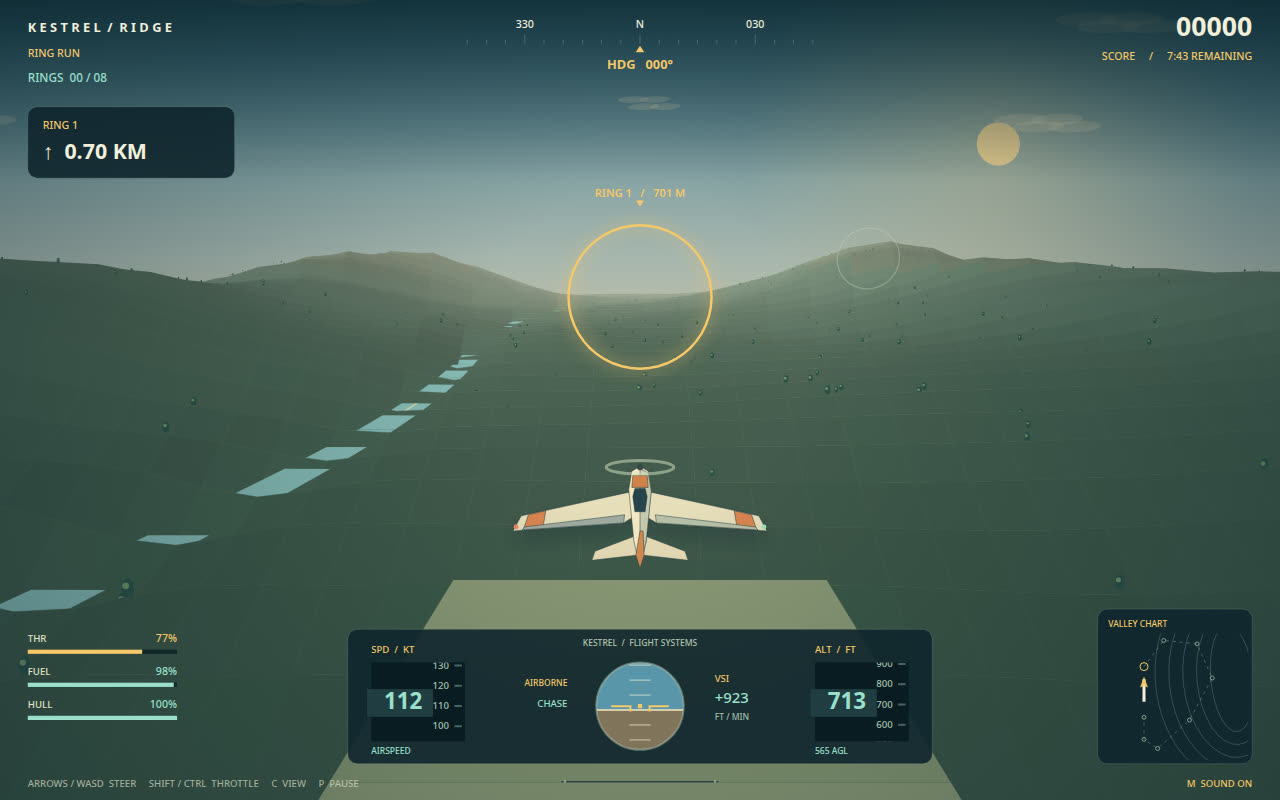 KESTREL / RIDGE
RING RUN
RINGS 00 / 08
RING 1
↑ 0.70 KM
330 N 030
HDG 000°
00000
SCORE / 7:43 REMAINING
RING 1 / 701 M
THR 77%
FUEL 98%
HULL 100%
KESTREL / FLIGHT SYSTEMS
SPD / KT
130
120
112
110
100
AIRSPEED
AIRBORNE
CHASE
VSI
+923
FT / MIN
ALT / FT
900
800
713
700
600
565 AGL
VALLEY CHART
ARROWS / WASD STEER SHIFT / CTRL THROTTLE C VIEW P PAUSE
M SOUND ON